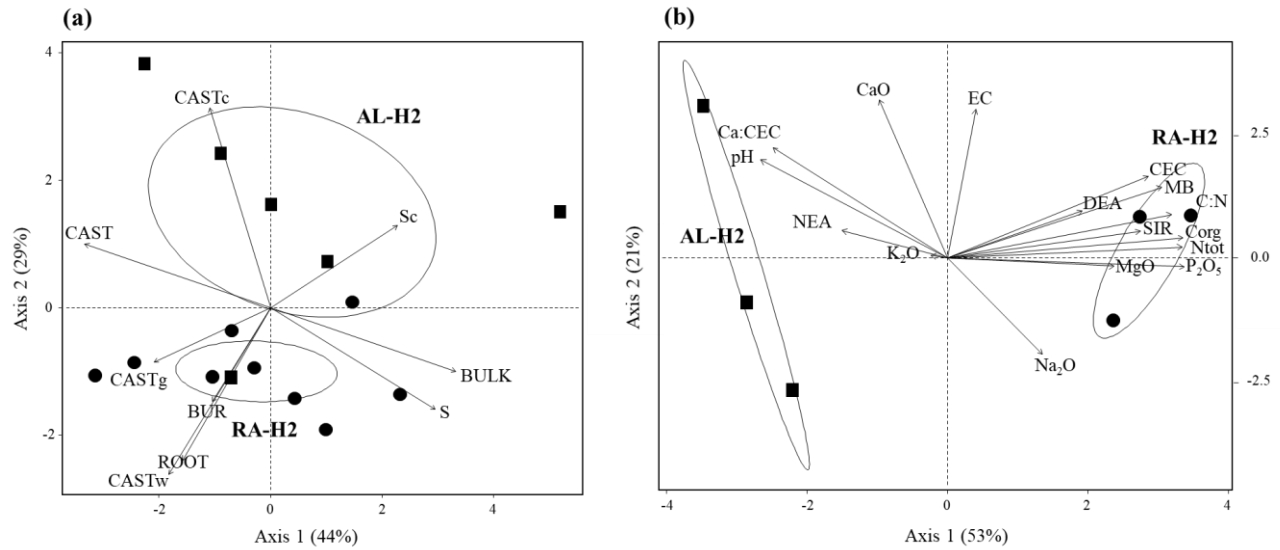 (a)
4
2
0
-2
-2
0
2
4
Axis 2 (29%)
Axis 1 (44%)
CASTc
AL-H2
Sc
CAST
CASTg
BUR
RA-H2
ROOT
CASTw
BULK
S
(b)
2.5
0.0
-2.5
-4
-2
0
2
4
Axis 2 (21%)
Axis 1 (53%)
CaO
EC
Ca:CEC
pH
RA-H2
CEC
MB
DEA
C:N
NEA
SIR
Corg
AL-H2
K₂O
Ntot
MgO
P₂O₅
Na₂O